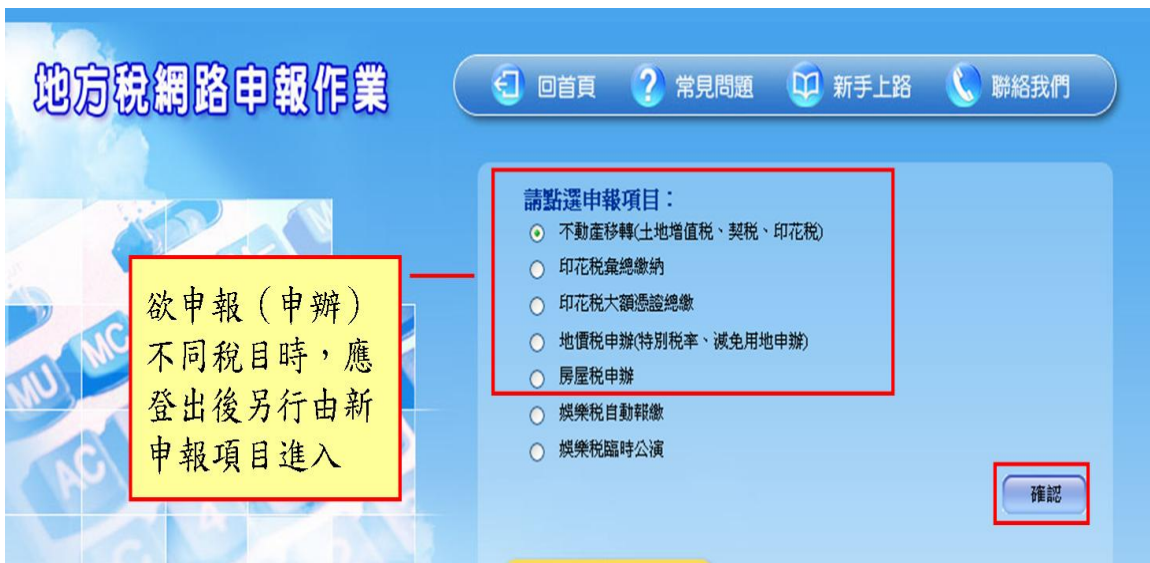 地方稅網路申報作業
回首頁 常見問題 新手上路 聯絡我們
請點選申報項目：
不動產移轉(土地增值稅、契稅、印花稅)
印花稅彙總繳納
印花稅大額憑證總繳
地價稅申辦(特別稅率、減免用地申辦)
房屋稅申辦
娛樂稅自動報繳
娛樂稅臨時公演
確認
欲申報（申辦）
不同稅目時，應
登出後另行由新
申報項目進入
MC
MU
AC